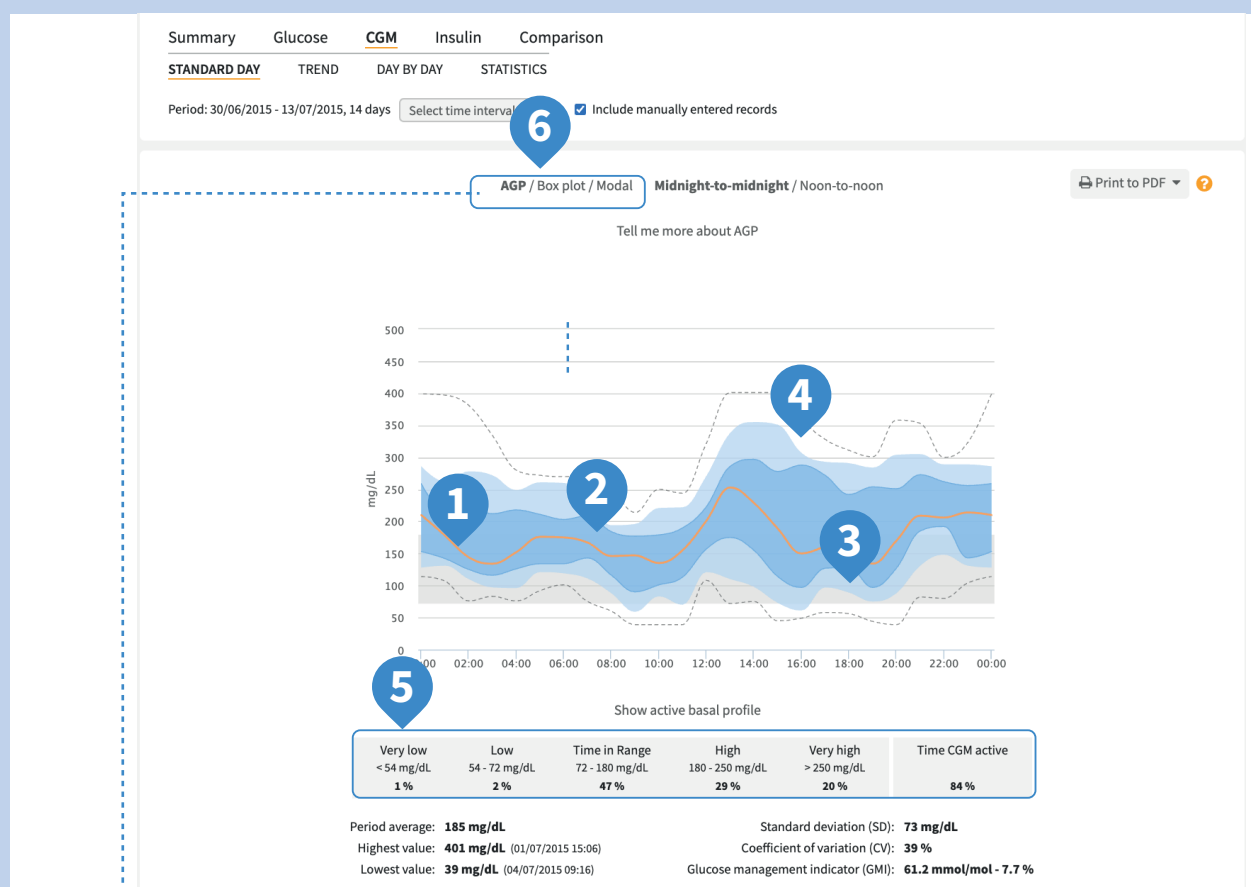 Summary Glucose CGM Insulin Comparison
STANDARD DAY TREND DAY BY DAY STATISTICS
Period: 30/06/2015 - 13/07/2015, 14 days Select time interval Include manually entered records
6
AGP / Box plot / Modal Midnight-to-midnight / Noon-to-noon Print to PDF ?
Tell me more about AGP
500
450
400
4
350
300
250
2
1
mg/dL
200
3
150
100
50
0
:00 02:00 04:00 06:00 08:00 10:00 12:00 14:00 16:00 18:00 20:00 22:00 00:00
5
Show active basal profile
Very low Low Time in Range High Very high Time CGM active
< 54 mg/dL 54 - 72 mg/dL 72 - 180 mg/dL 180 - 250 mg/dL > 250 mg/dL
1 % 2 % 47 % 29 % 20 % 84 %
Period average: 185 mg/dL Standard deviation (SD): 73 mg/dL
Highest value: 401 mg/dL (01/07/2015 15:06) Coefficient of variation (CV): 39 %
Lowest value: 39 mg/dL (04/07/2015 09:16) Glucose management indicator (GMI): 61.2 mmol/mol - 7.7 %